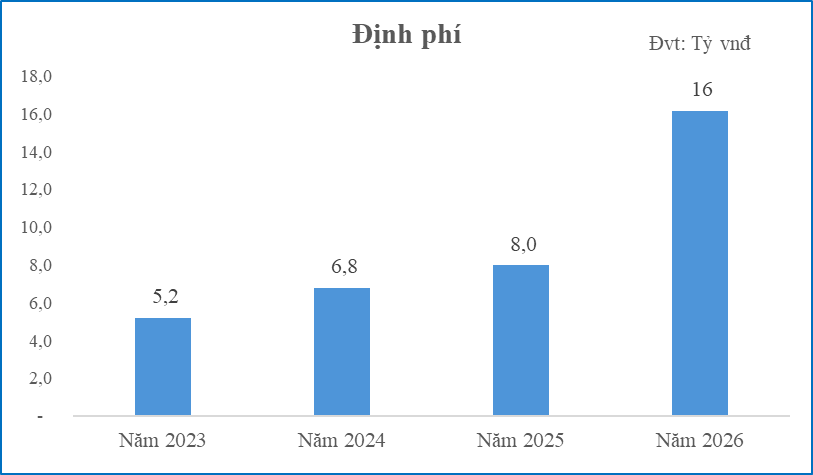 Định phí
Đvt: Tỷ vnđ
18,0
16,0
14,0
12,0
10,0
8,0
6,0
4,0
2,0
-
5,2
6,8
8,0
16
Năm 2023
Năm 2024
Năm 2025
Năm 2026